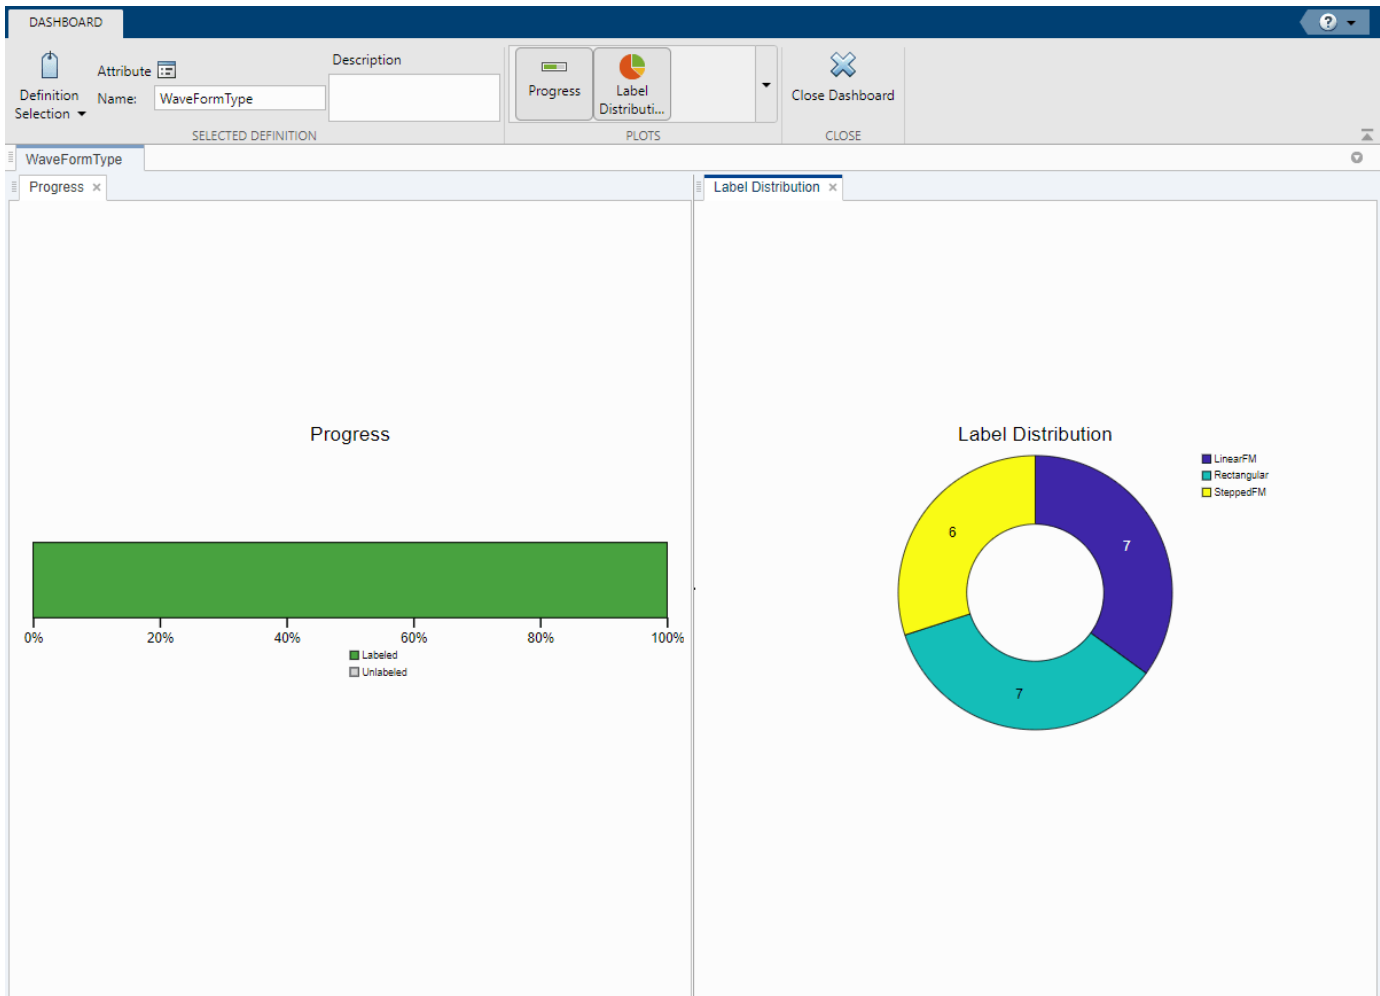 DASHBOARD
?
Definition
Selection
Attribute
Name:
WaveFormType
Description
SELECTED DEFINITION
Progress
Label
Distributi...
PLOTS
Close Dashboard
CLOSE
WaveFormType
Progress
Label Distribution
Progress
0%
20%
40%
60%
80%
100%
Labeled
Unlabeled
Label Distribution
LinearFM
Rectangular
SteppedFM
6
7
7